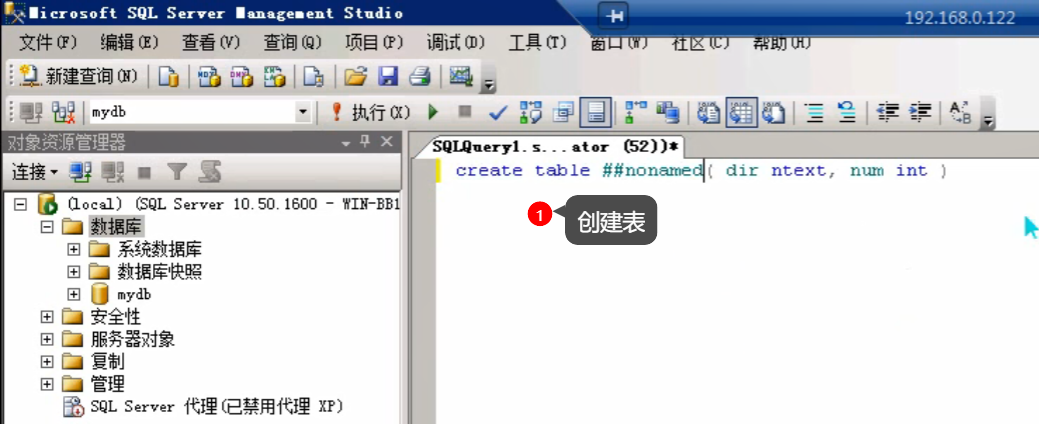 Microsoft SQL Server Management Studio
192.168.0.122
文件(F) 编辑(E) 查看(V) 查询(Q) 项目(P) 调试(D) 工具(T) 窗口(W) 社区(C) 帮助(H)
新建查询(N)
mydb 执行(X)
对象资源管理器
SQLQuery1.s...ator (52))*
连接
create table ##nonamed( dir ntext, num int )
(local) (SQL Server 10.50.1600 - WIN-BB1
1 创建表
数据库
系统数据库
数据库快照
mydb
安全性
服务器对象
复制
管理
SQL Server 代理(已禁用代理 XP)